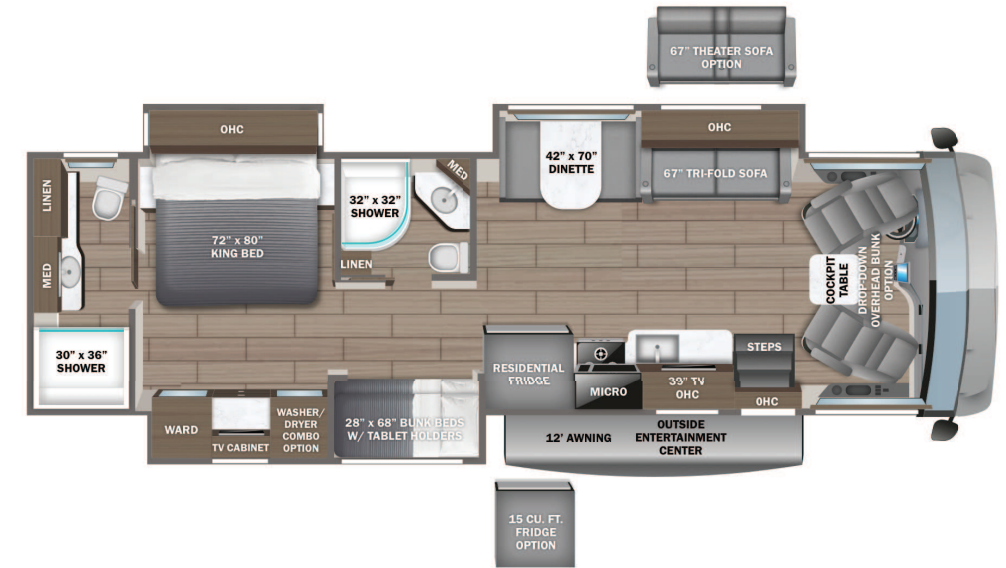 67” THEATER SOFA
OPTION
OHC
OHC
42” x 70”
DINETTE
67” TRI-FOLD SOFA
LINEN
MED
32” x 32”
SHOWER
MED
LINEN
72” x 80”
KING BED
COCKPIT
TABLE
DROP-DOWN
OVERHEAD BUNK
OPTION
30” x 36”
SHOWER
RESIDENTIAL
FRIDGE
MICRO
39” TV
OHC
STEPS
OHC
WARD
TV CABINET
WASHER/
DRYER
COMBO
OPTION
28” x 68” BUNK BEDS
W/ TABLET HOLDERS
12’ AWNING
OUTSIDE
ENTERTAINMENT
CENTER
15 CU. FT.
FRIDGE
OPTION